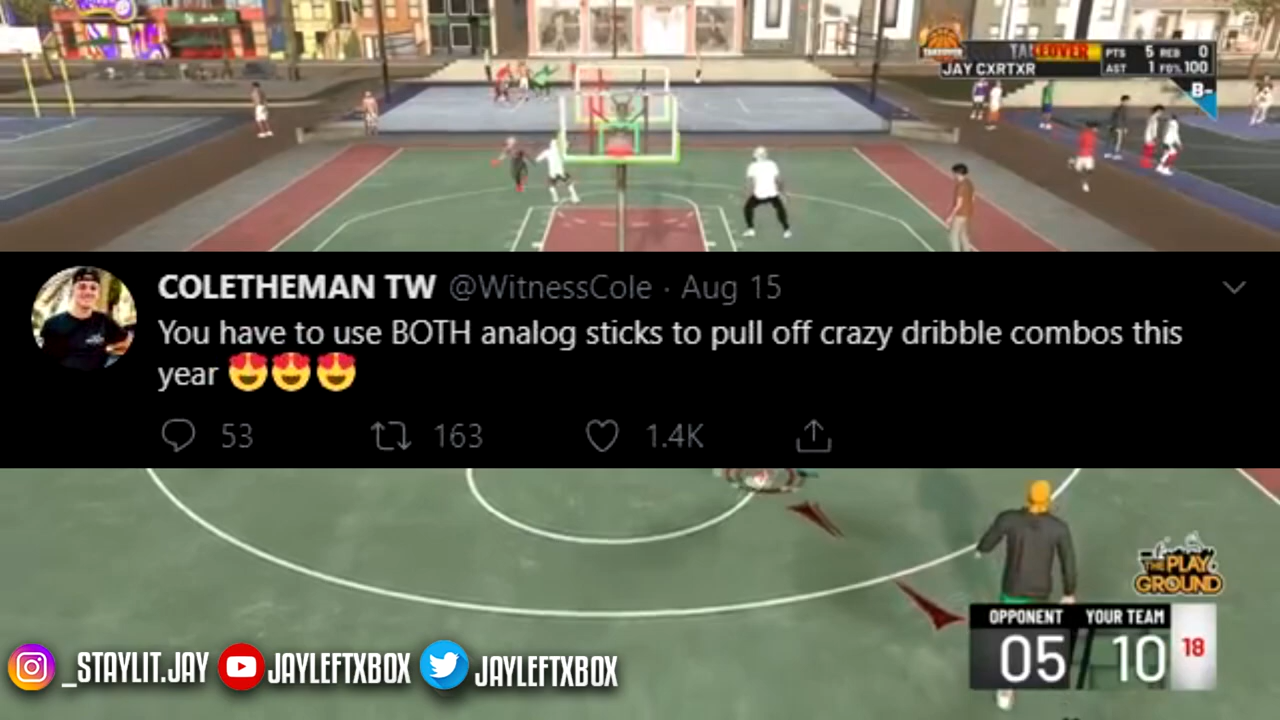 TAKEOVER TAKEOVER PTS 5 REB 0
JAY CXRTXR AST 1 FG% 100
B-
COLETHEMAN TW @WitnessCole · Aug 15
You have to use BOTH analog sticks to pull off crazy dribble combos this
year 😍😍😍
53 163 1.4K
THE PLAY
GROUND
OPPONENT YOUR TEAM
05 10 18
_STAYLIT.JAY JAYLEFTXBOX JAYLEFTXBOX